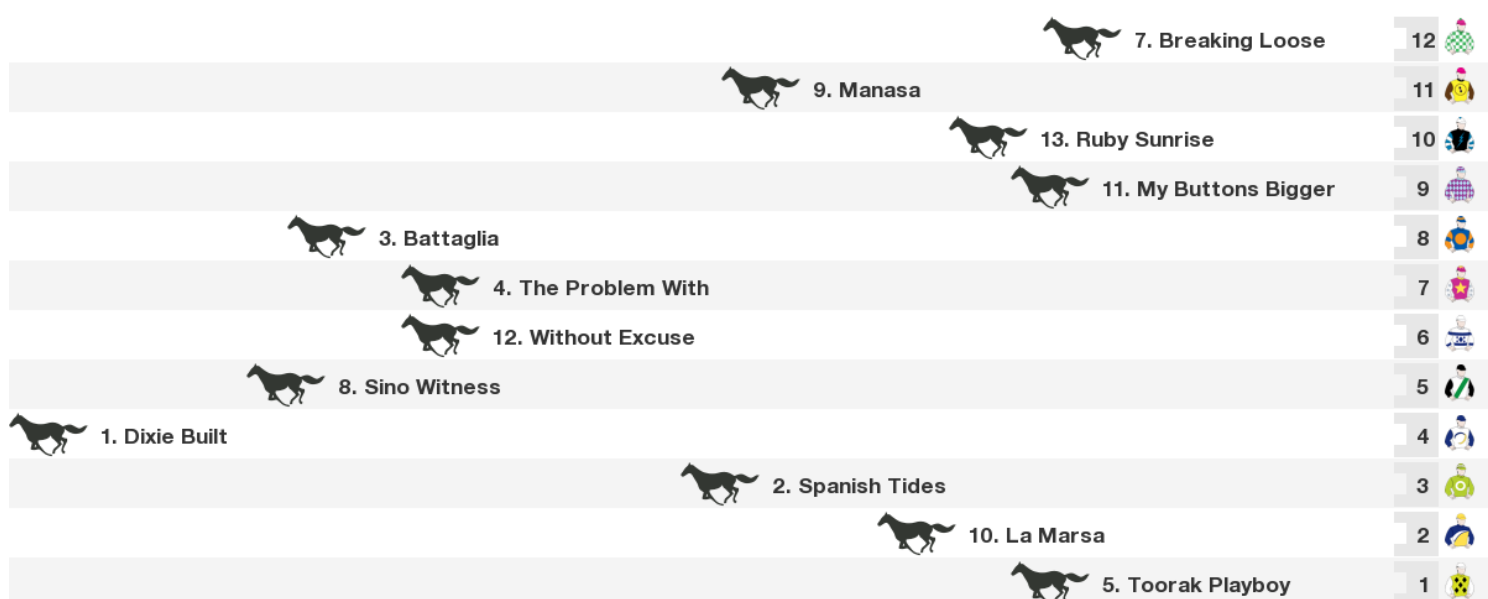 7. Breaking Loose 12
9. Manasa 11
13. Ruby Sunrise 10
11. My Buttons Bigger 9
3. Battaglia 8
4. The Problem With 7
12. Without Excuse 6
8. Sino Witness 5
1. Dixie Built 4
2. Spanish Tides 3
10. La Marsa 2
5. Toorak Playboy 1